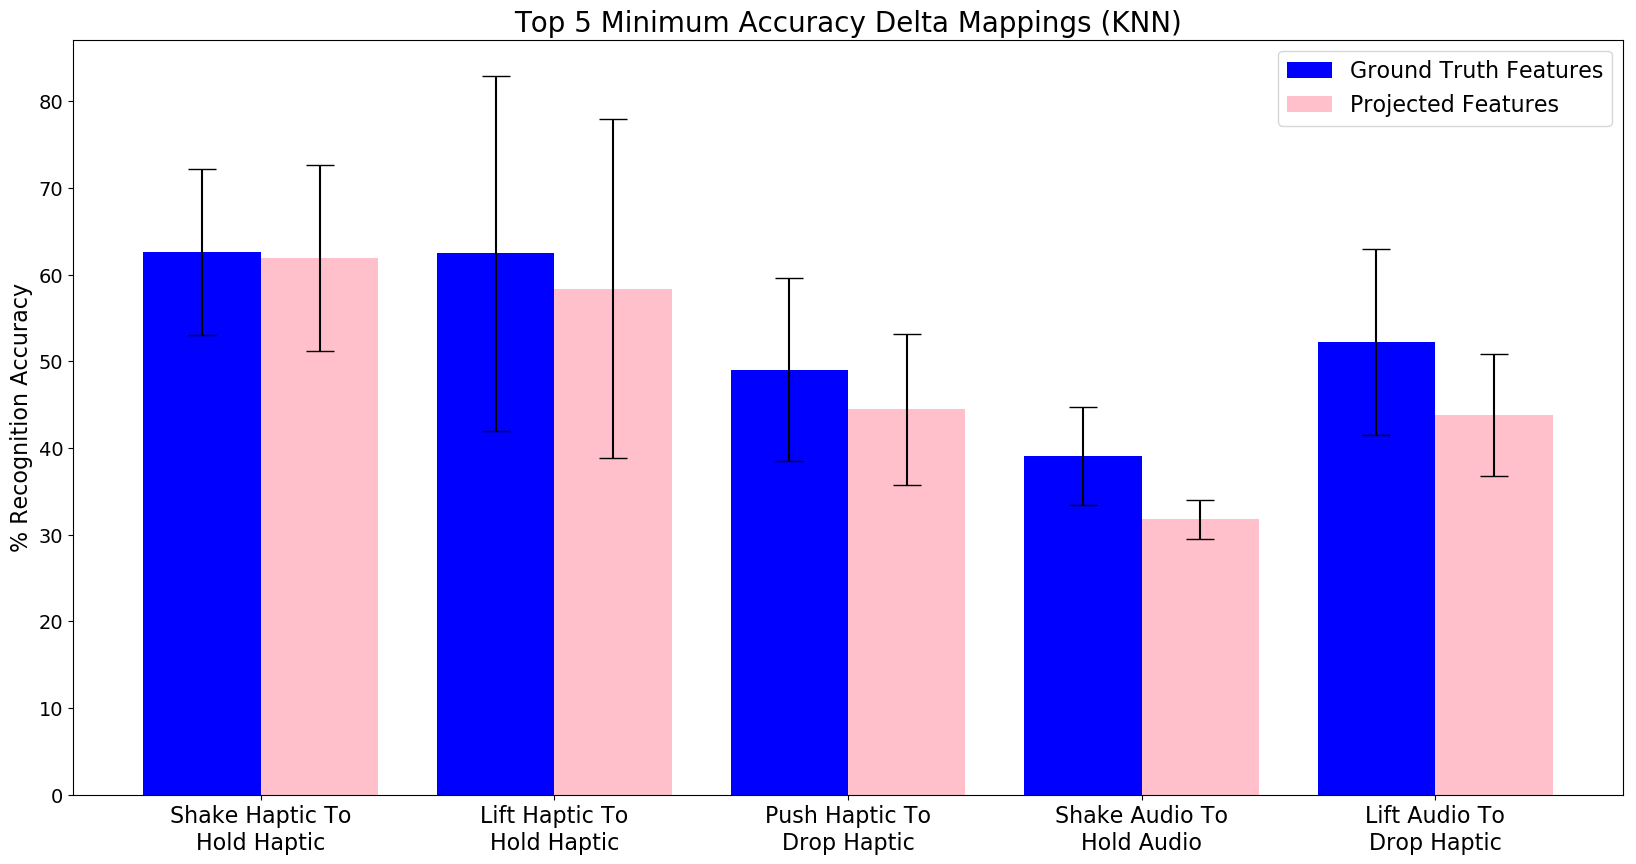 Top 5 Minimum Accuracy Delta Mappings (KNN)
Ground Truth Features
Projected Features
% Recognition Accuracy
80
70
60
50
40
30
20
10
0
Shake Haptic To
Hold Haptic
Lift Haptic To
Hold Haptic
Push Haptic To
Drop Haptic
Shake Audio To
Hold Audio
Lift Audio To
Drop Haptic